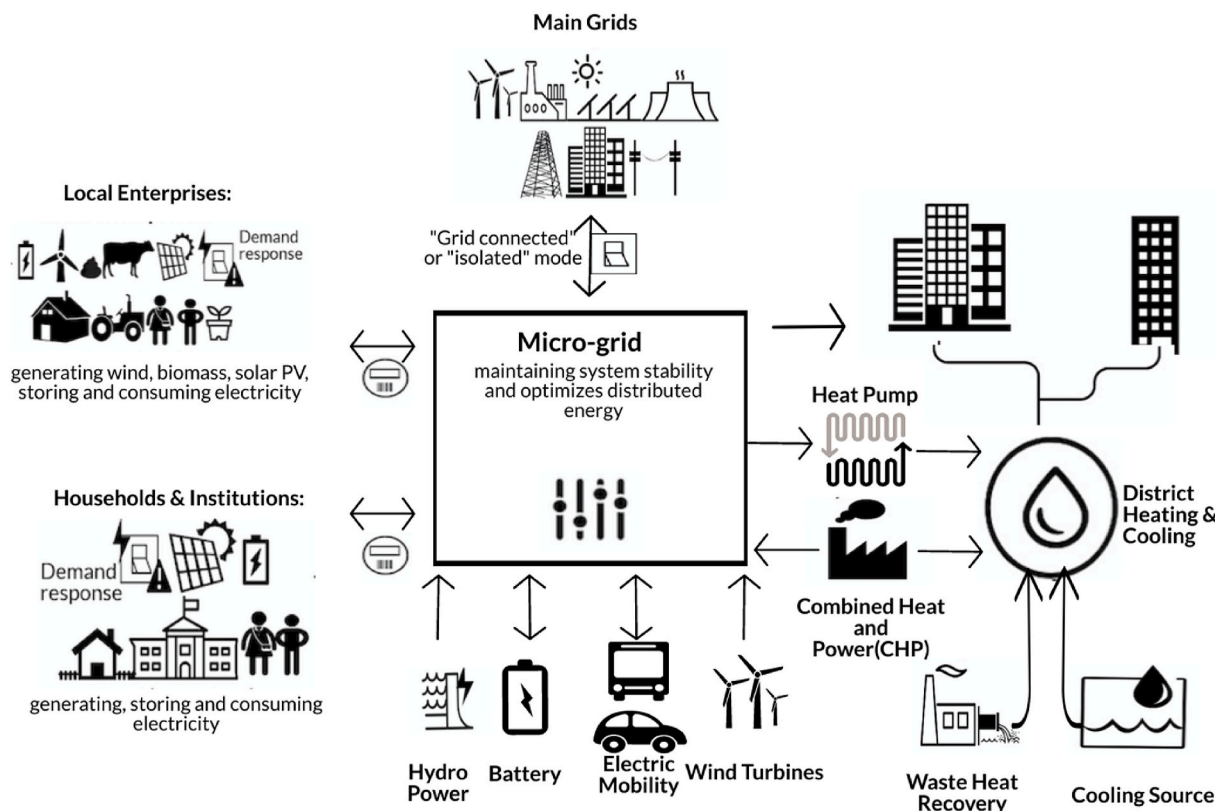 Main Grids
Local Enterprises:
Demand
response
"Grid connected"
or "isolated" mode
generating wind, biomass, solar PV,
storing and consuming electricity
Micro-grid
maintaining system stability
and optimizes distributed
energy
Heat Pump
Households & Institutions:
Demand
response
generating, storing and consuming
electricity
District
Heating &
Cooling
Combined Heat
and
Power(CHP)
Hydro
Power
Battery
Electric
Mobility
Wind Turbines
Waste Heat
Recovery
Cooling Source